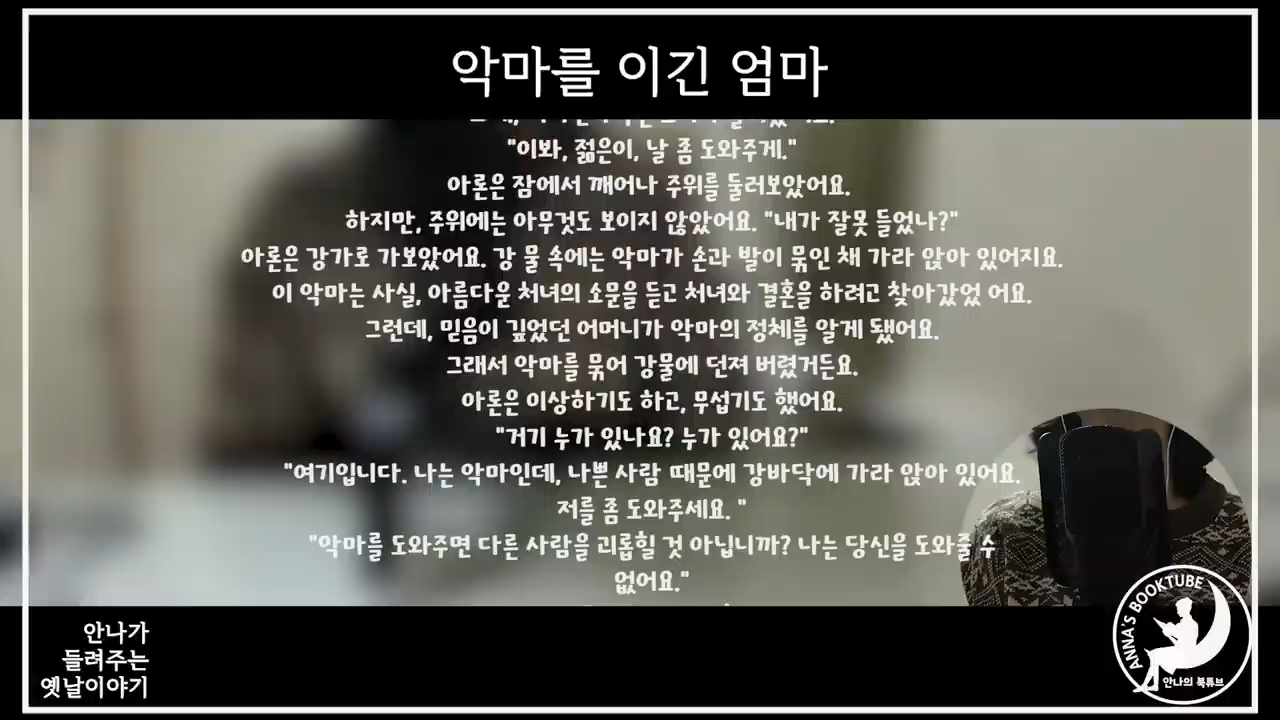 악마를 이긴 엄마
"이봐, 젊은이, 날 좀 도와주게."
아론은 잠에서 깨어나 주위를 둘러보았어요.
하지만, 주위에는 아무것도 보이지 않았어요. "내가 잘못 들었나?"
아론은 강가로 가보았어요. 강 물 속에는 악마가 손과 발이 묶인 채 가라 앉아 있어지요.
이 악마는 사실, 아름다운 처녀의 소문을 듣고 처녀와 결혼을 하려고 찾아갔었 어요.
그런데, 믿음이 깊었던 어머니가 악마의 정체를 알게 됐어요.
그래서 악마를 묶어 강물에 던져 버렸거든요.
아론은 이상하기도 하고, 무섭기도 했어요.
"거기 누가 있나요? 누가 있어요?"
"여기입니다. 나는 악마인데, 나쁜 사람 때문에 강바닥에 가라 앉아 있어요.
저를 좀 도와주세요. "
"악마를 도와주면 다른 사람을 괴롭힐 것 아닙니까? 나는 당신을 도와줄 수
없어요."
안나가
들려주는
옛날이야기
ANNA'S BOOKTUBE
안나의 북튜브